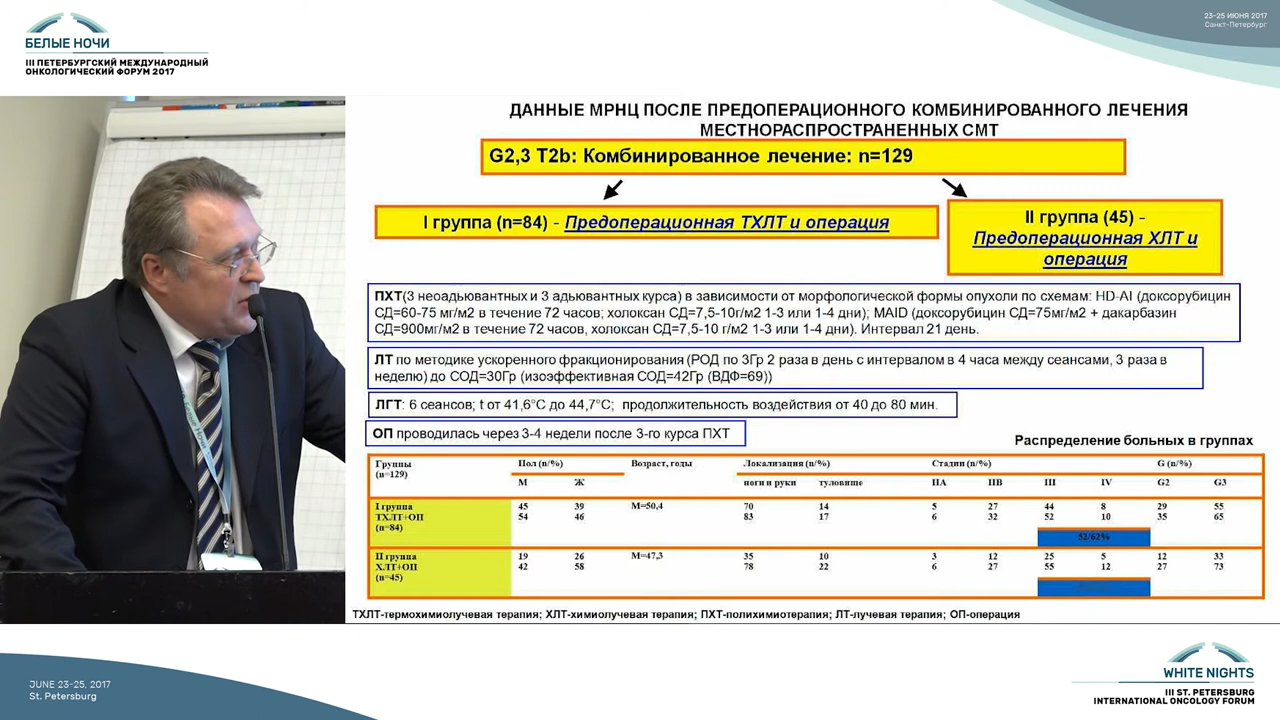 БЕЛЫЕ НОЧИ
III ПЕТЕРБУРГСКИЙ МЕЖДУНАРОДНЫЙ
ОНКОЛОГИЧЕСКИЙ ФОРУМ 2017
23-25 ИЮНЯ 2017
Санкт-Петербург
ДАННЫЕ МРНЦ ПОСЛЕ ПРЕДОПЕРАЦИОННОГО КОМБИНИРОВАННОГО ЛЕЧЕНИЯ
МЕСТНОРАСПРОСТРАНЕННЫХ СМТ
G2,3 T2b: Комбинированное лечение: n=129
I группа (n=84) - Предоперационная ТХЛТ и операция
II группа (45) -
Предоперационная ХЛТ и
операция
ПХТ(3 неоадьювантных и 3 адьювантных курса) в зависимости от морфологической формы опухоли по схемам: HD-AI (доксорубицин
СД=60-75 мг/м2 в течение 72 часов; холоксан СД=7,5-10г/м2 1-3 или 1-4 дни); MAID (доксорубицин СД=75мг/м2 + дакарбазин
СД=900мг/м2 в течение 72 часов, холоксан СД=7,5-10 г/м2 1-3 или 1-4 дни). Интервал 21 день.
ЛТ по методике ускоренного фракционирования (РОД по 3Гр 2 раза в день с интервалом в 4 часа между сеансами, 3 раза в
неделю) до СОД=30Гр (изоэффективная СОД=42Гр (ВДФ=69))
ЛГТ: 6 сеансов; t от 41,6°С до 44,7°С; продолжительность воздействия от 40 до 80 мин.
ОП проводилась через 3-4 недели после 3-го курса ПХТ
Распределение больных в группах
Группы Пол (n/%) Возраст, годы Локализация (n/%) Стадии (n/%) G (n/%)
(n=129)
М Ж ноги и руки туловище IIA IIB III IV G2 G3
I группа 45 39 М=50,4 70 14 5 27 44 8 29 55
ТХЛТ+ОП 54 46 83 17 6 32 52 10 35 65
(n=84)
52/62%
II группа 19 26 М=47,3 35 10 3 12 25 5 12 33
ХЛТ+ОП 42 58 78 22 6 27 55 12 27 73
(n=45)
ТХЛТ-термохимиолучевая терапия; ХЛТ-химиолучевая терапия; ПХТ-полихимиотерапия; ЛТ-лучевая терапия; ОП-операция
JUNE 23-25, 2017
St. Petersburg
WHITE NIGHTS
III ST. PETERSBURG
INTERNATIONAL ONCOLOGY FORUM